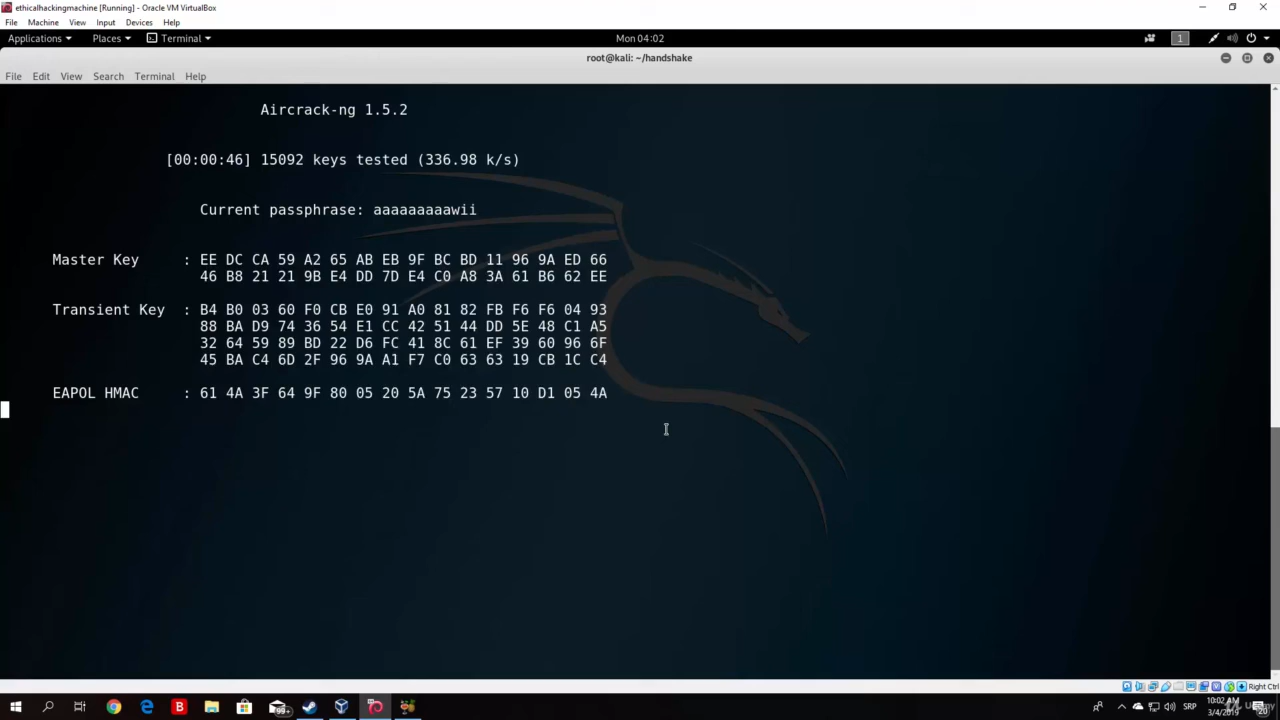 ethicalhackingmachine [Running] - Oracle VM VirtualBox
File Machine View Input Devices Help
Applications Places Terminal Mon 04:02 1
root@kali: ~/handshake
File Edit View Search Terminal Help
Aircrack-ng 1.5.2
[00:00:46] 15092 keys tested (336.98 k/s)
Current passphrase: aaaaaaaaawii
Master Key : EE DC CA 59 A2 65 AB EB 9F BC BD 11 96 9A ED 66
46 B8 21 21 9B E4 DD 7D E4 C0 A8 3A 61 B6 62 EE
Transient Key : B4 B0 03 60 F0 CB E0 91 A0 81 82 FB F6 F6 04 93
88 BA D9 74 36 54 E1 CC 42 51 44 DD 5E 48 C1 A5
32 64 59 89 BD 22 D6 FC 41 8C 61 EF 39 60 96 6F
45 BA C4 6D 2F 96 9A A1 F7 C0 63 63 19 CB 1C C4
EAPOL HMAC : 61 4A 3F 64 9F 80 05 20 5A 75 23 57 10 D1 05 4A
Right Ctrl
99+
SRP
10:02 AM
3/4/2019
20
Udemy